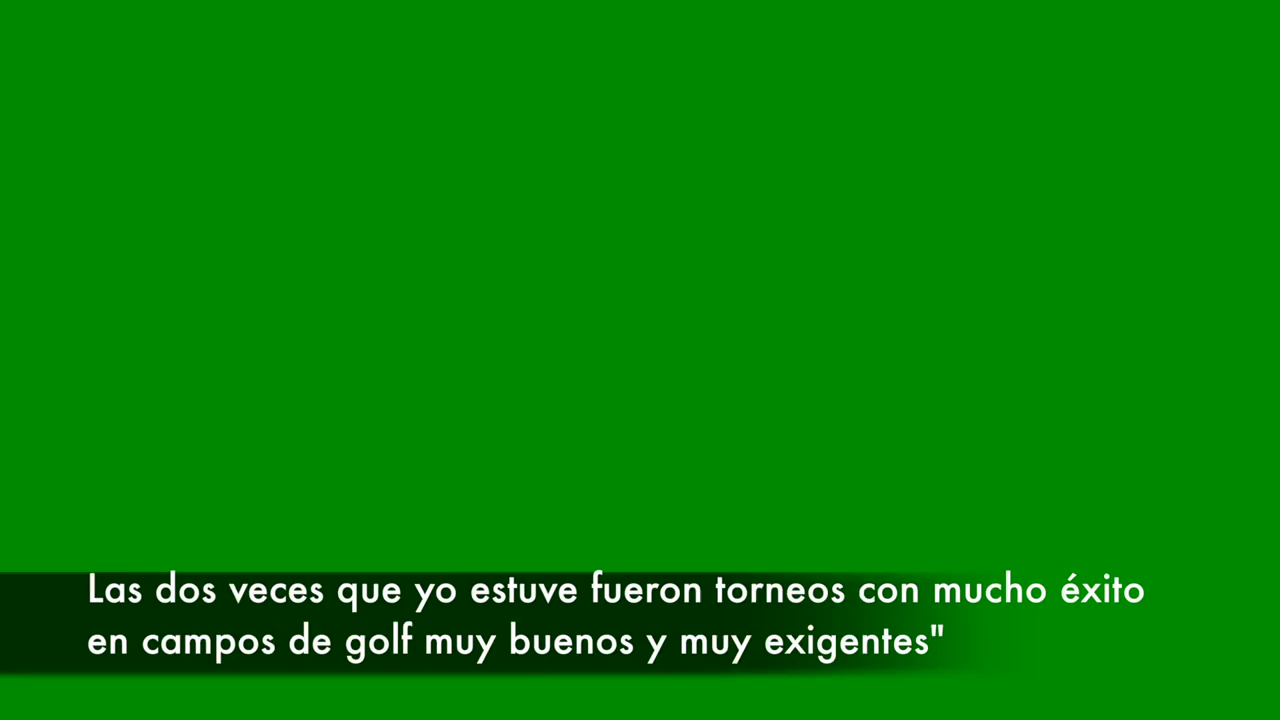 Las dos veces que yo estuve fueron torneos con mucho éxito
en campos de golf muy buenos y muy exigentes"